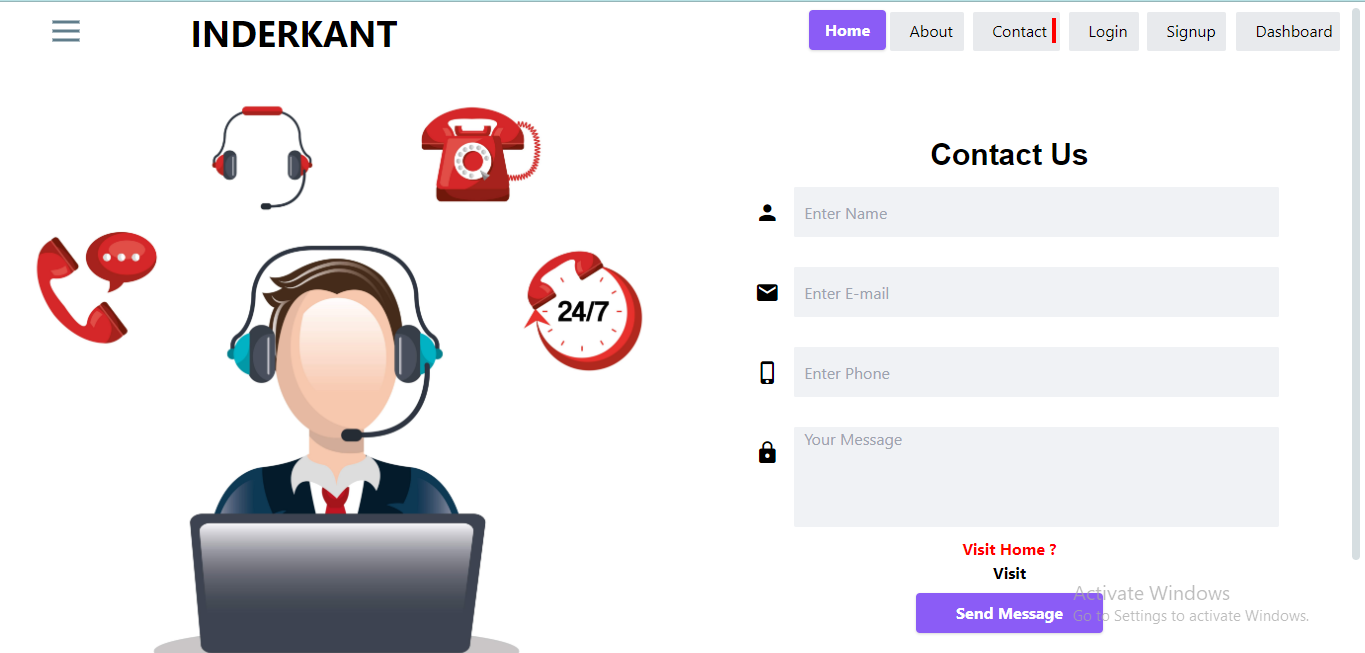 INDERKANT
Home About Contact Login Signup Dashboard
24/7
Contact Us
Enter Name
Enter E-mail
Enter Phone
Your Message
Visit Home ?
Visit
Send Message
Activate Windows
Go to Settings to activate Windows.